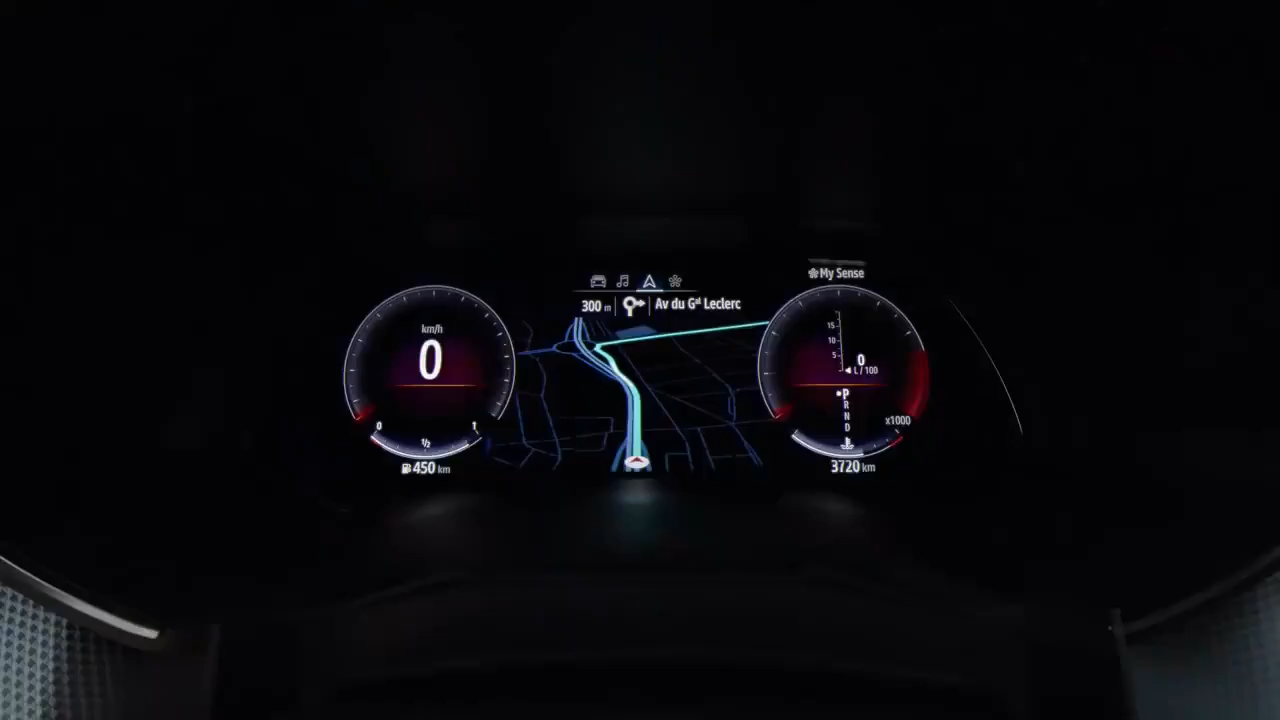 My Sense
300 m
Av du Gᵃˡ Leclerc
km/h
0
15
10
5
0
L/100
P
R
N
D
0
1/2
1
x1000
450 km
3720 km